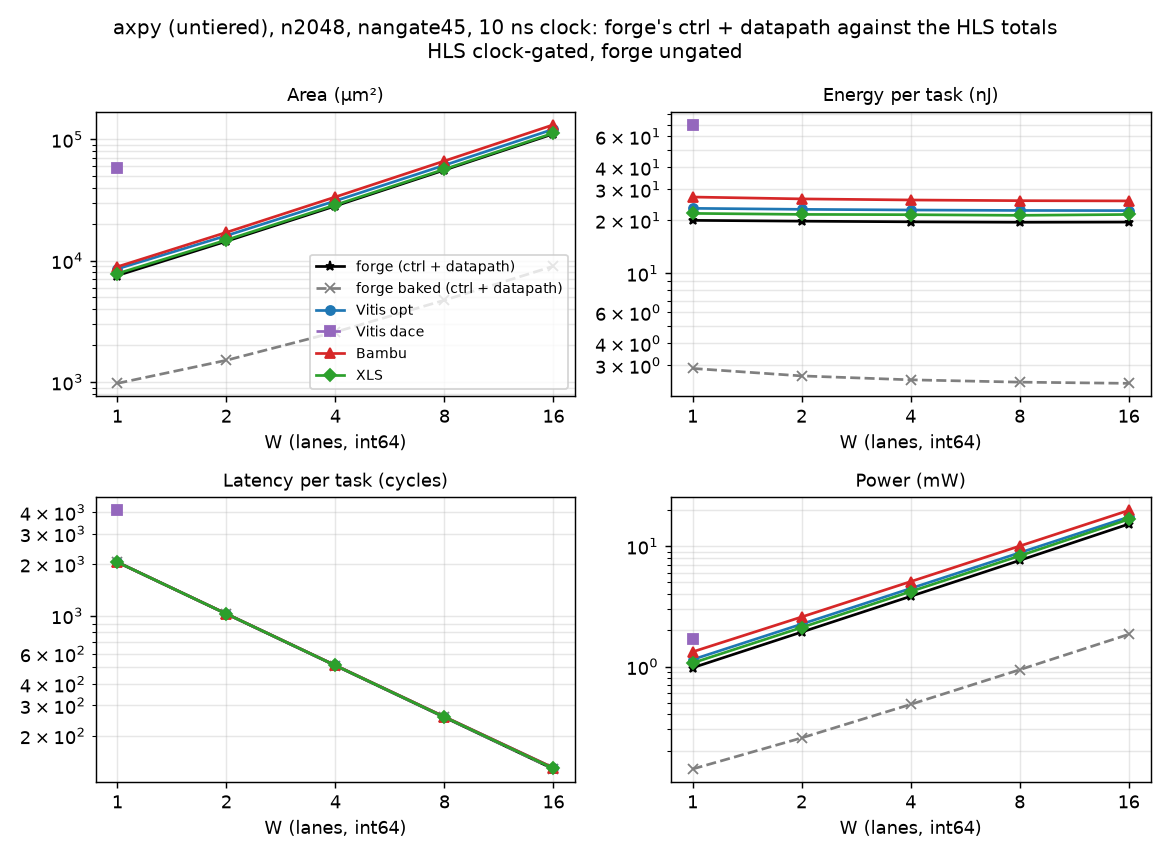 axpy (untiered), n2048, nangate45, 10 ns clock: forge's ctrl + datapath against the HLS totals
HLS clock-gated, forge ungated
Area (µm²)
10⁵
10⁴
10³
1 2 4 8 16
W (lanes, int64)
forge (ctrl + datapath)
forge baked (ctrl + datapath)
Vitis opt
Vitis dace
Bambu
XLS
Energy per task (nJ)
6 × 10¹
4 × 10¹
3 × 10¹
2 × 10¹
10¹
6 × 10⁰
4 × 10⁰
3 × 10⁰
1 2 4 8 16
W (lanes, int64)
Latency per task (cycles)
4 × 10³
3 × 10³
2 × 10³
10³
6 × 10²
4 × 10²
3 × 10²
2 × 10²
1 2 4 8 16
W (lanes, int64)
Power (mW)
10¹
10⁰
1 2 4 8 16
W (lanes, int64)